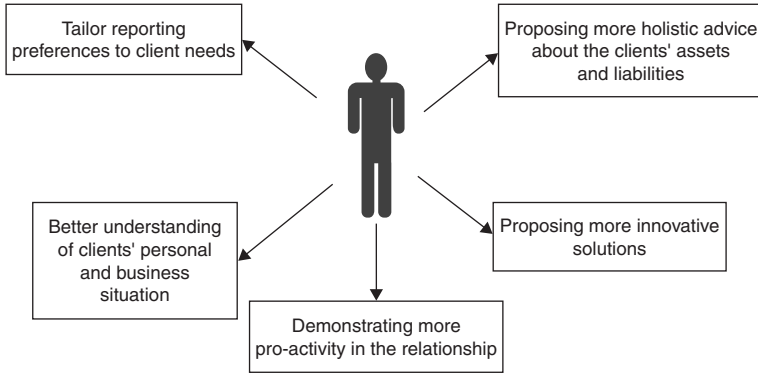 Tailor reporting
preferences to client needs
Proposing more holistic advice
about the clients' assets
and liabilities
Better understanding
of clients' personal
and business
situation
Proposing more innovative
solutions
Demonstrating more
pro-activity in the relationship